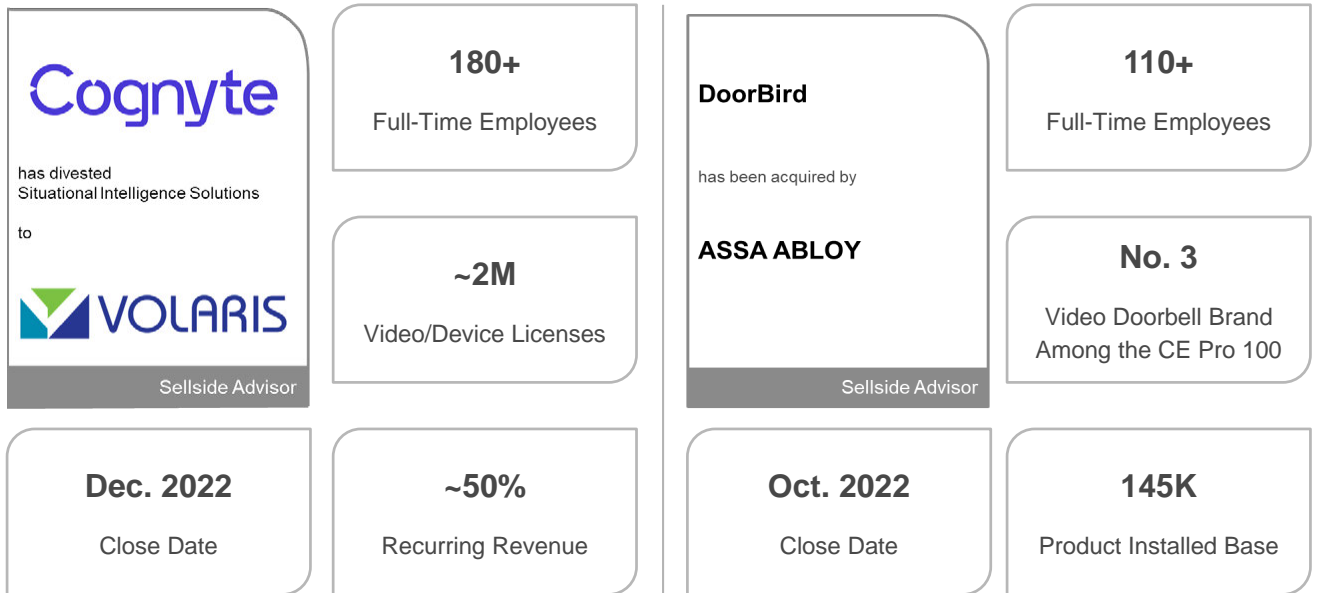 Cognyte
has divested
Situational Intelligence Solutions
to
VOLARIS
Sellside Advisor
180+
Full-Time Employees
~2M
Video/Device Licenses
Dec. 2022
Close Date
~50%
Recurring Revenue
DoorBird
has been acquired by
ASSA ABLOY
Sellside Advisor
110+
Full-Time Employees
No. 3
Video Doorbell Brand
Among the CE Pro 100
Oct. 2022
Close Date
145K
Product Installed Base